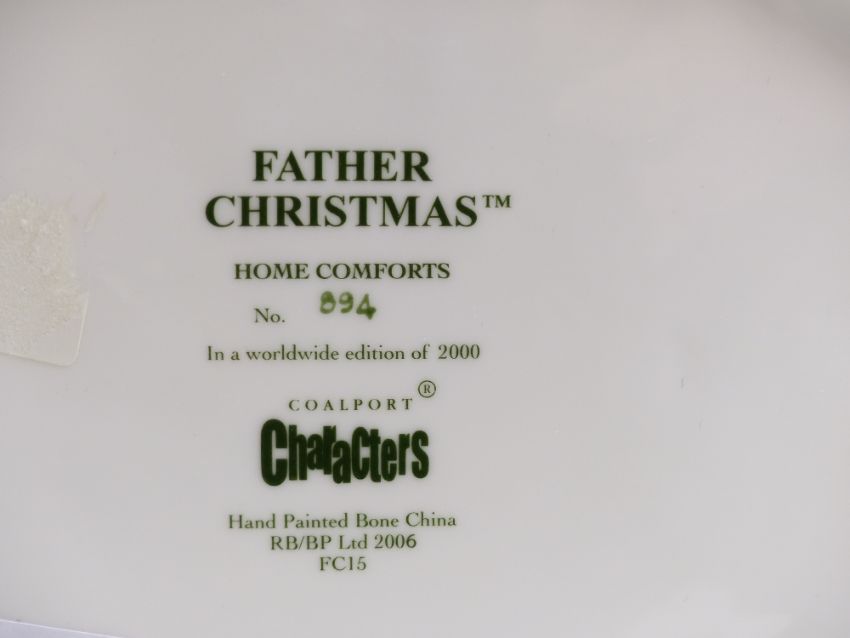 FATHER
CHRISTMAS™
HOME COMFORTS
No. 894
In a worldwide edition of 2000
COALPORT®
Characters
Hand Painted Bone China
RB/BP Ltd 2006
FC15